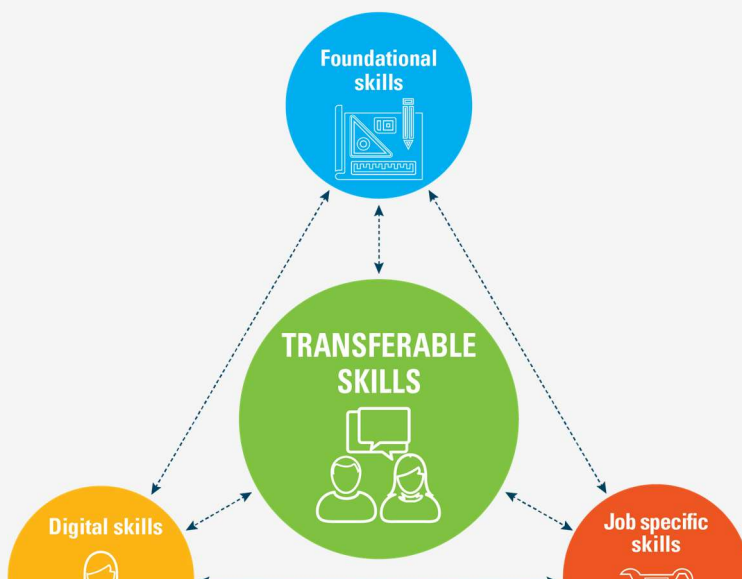 Foundational
skills
TRANSFERABLE
SKILLS
Digital skills
Job specific
skills